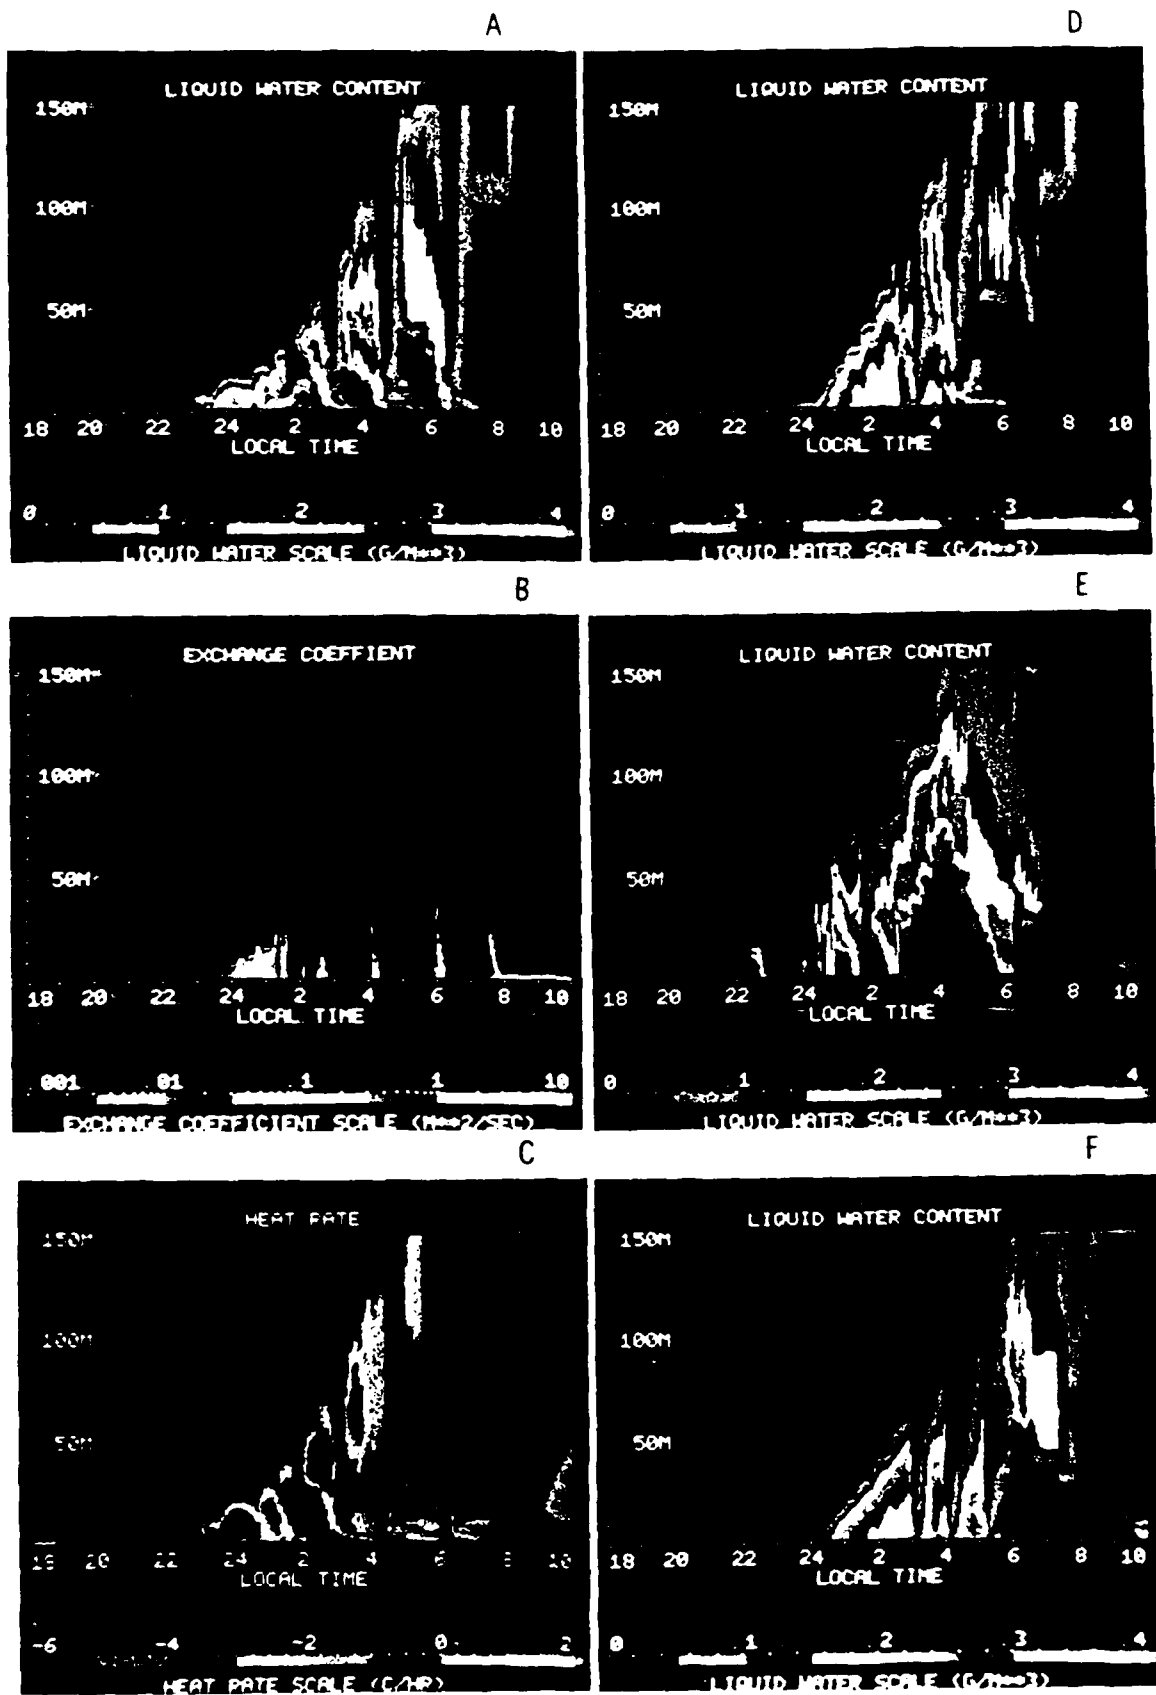 A
LIQUID WATER CONTENT
150M
100M
50M
18 20 22 24 2 4 6 8 10
LOCAL TIME
0 1 2 3 4
LIQUID WATER SCALE (G/M**3)
D
LIQUID WATER CONTENT
150M
100M
50M
18 20 22 24 2 4 6 8 10
LOCAL TIME
0 1 2 3 4
LIQUID WATER SCALE (G/M**3)
B
EXCHANGE COEFFIENT
150M
100M
50M
18 20 22 24 2 4 6 8 10
LOCAL TIME
001 01 1 1 10
EXCHANGE COEFFICIENT SCALE (M**2/SEC)
E
LIQUID WATER CONTENT
150M
100M
50M
18 20 22 24 2 4 6 8 10
LOCAL TIME
0 1 2 3 4
LIQUID WATER SCALE (G/M**3)
C
HEAT RATE
150M
100M
50M
18 20 22 24 2 4 6 8 10
LOCAL TIME
-6 -4 -2 0 2
HEAT RATE SCALE (C/HR)
F
LIQUID WATER CONTENT
150M
100M
50M
18 20 22 24 2 4 6 8 10
LOCAL TIME
0 1 2 3 4
LIQUID WATER SCALE (G/M**3)